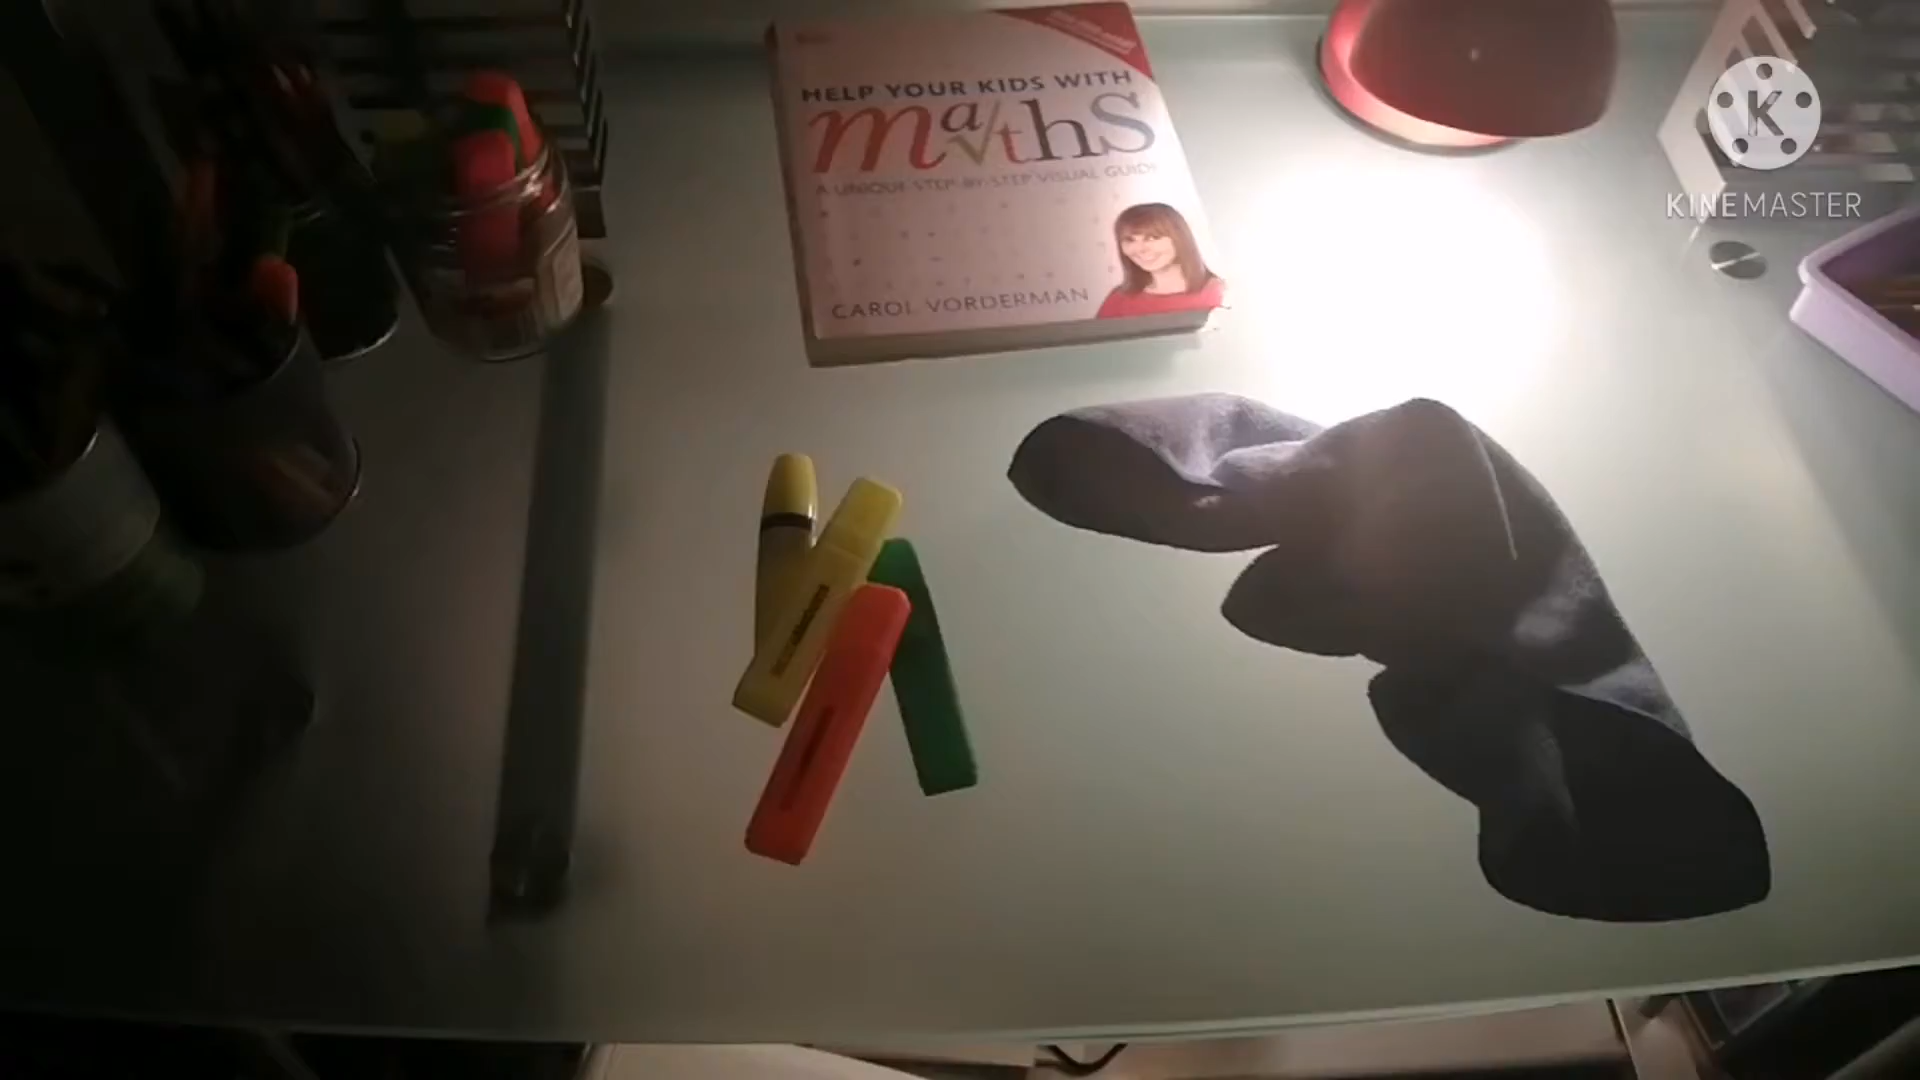 HELP YOUR KIDS WITH
maths
A UNIQUE STEP-BY-STEP VISUAL GUIDE
CAROL VORDERMAN
K
KINEMASTER